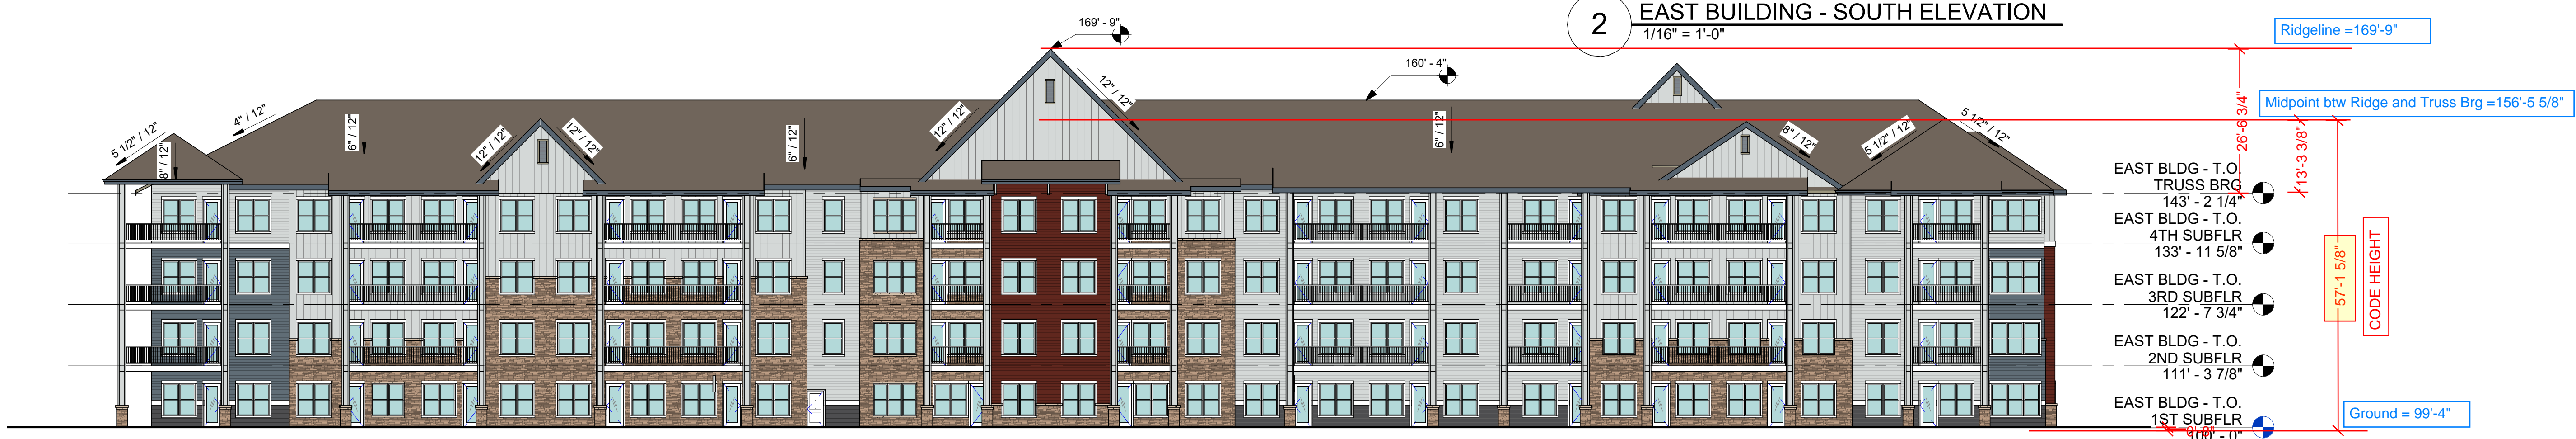 2
EAST BUILDING - SOUTH ELEVATION
1/16" = 1'-0"
169' - 9"
160' - 4"
Ridgeline =169'-9"
Midpoint btw Ridge and Truss Brg =156'-5 5/8"
26'-6 3/4"
13'-3 3/8"
5 1/2" / 12"
8" / 12"
4" / 12"
6" / 12"
12" / 12"
12" / 12"
6" / 12"
12" / 12"
12" / 12"
6" / 12"
8" / 12"
5 1/2" / 12"
5 1/2" / 12"
EAST BLDG - T.O.
TRUSS BRG
143' - 2 1/4"
EAST BLDG - T.O.
4TH SUBFLR
133' - 11 5/8"
EAST BLDG - T.O.
3RD SUBFLR
122' - 7 3/4"
EAST BLDG - T.O.
2ND SUBFLR
111' - 3 7/8"
EAST BLDG - T.O.
1ST SUBFLR
100' - 0"
57'-1 5/8"
CODE HEIGHT
Ground = 99'-4"